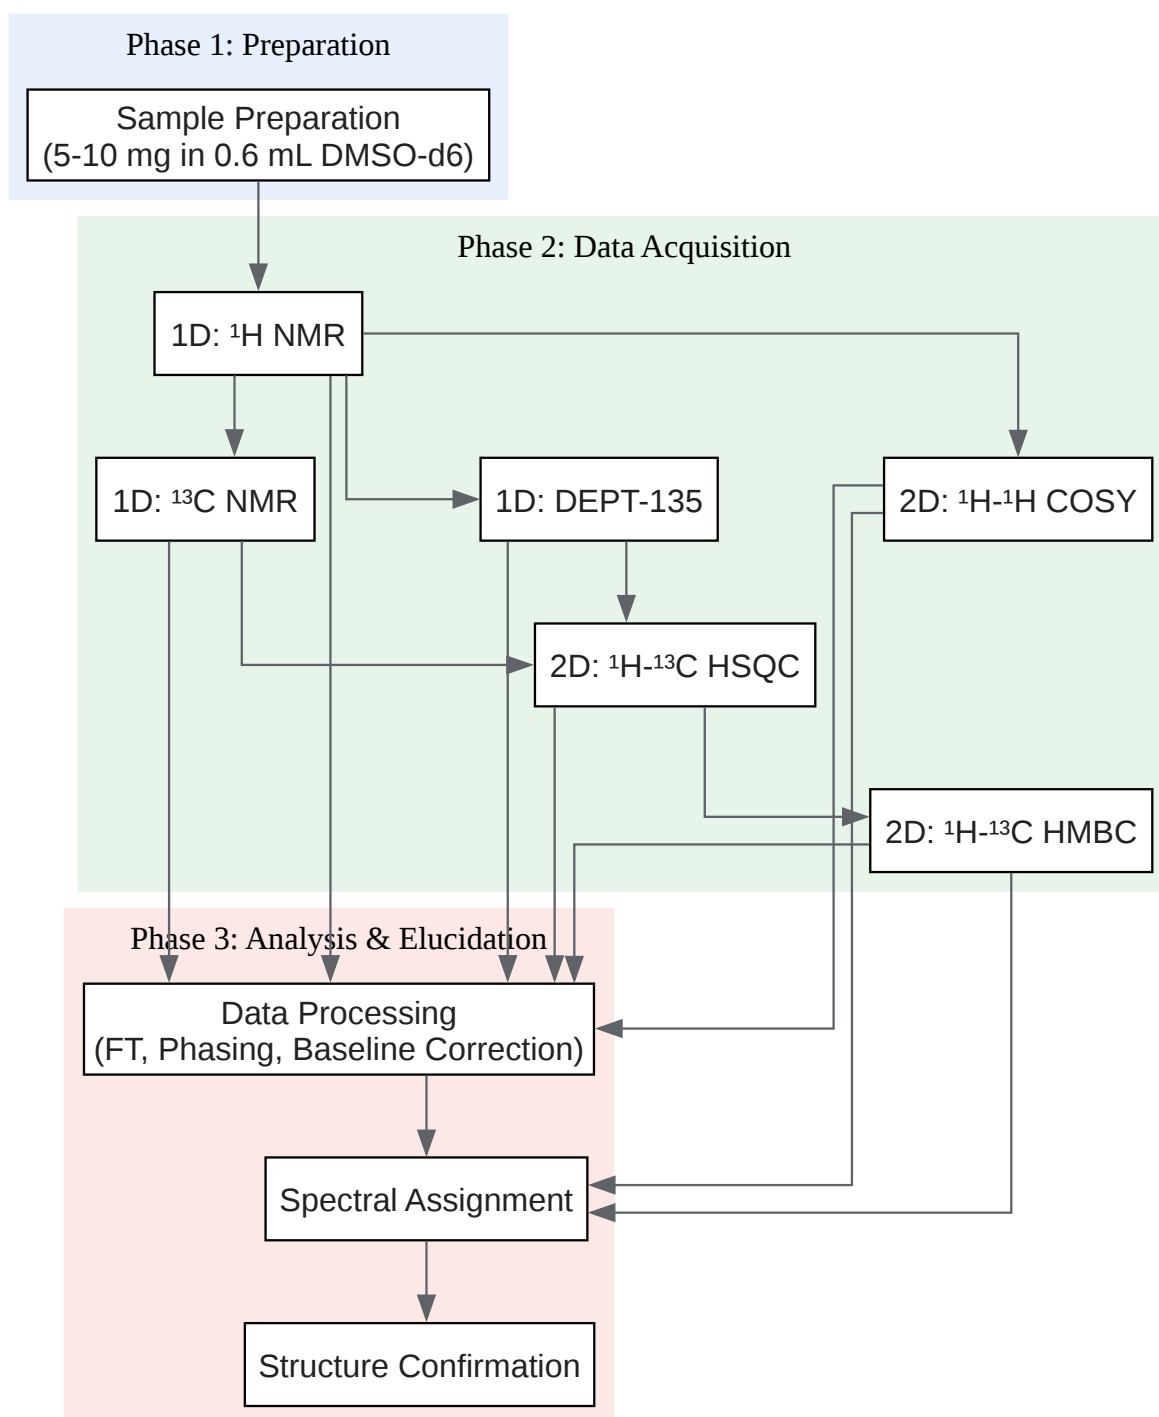 Phase 1: Preparation
Sample Preparation
(5-10 mg in 0.6 mL DMSO-d6)
Phase 2: Data Acquisition
1D: ¹H NMR
1D: ¹³C NMR
1D: DEPT-135
2D: ¹H-¹H COSY
2D: ¹H-¹³C HSQC
2D: ¹H-¹³C HMBC
Phase 3: Analysis & Elucidation
Data Processing
(FT, Phasing, Baseline Correction)
Spectral Assignment
Structure Confirmation